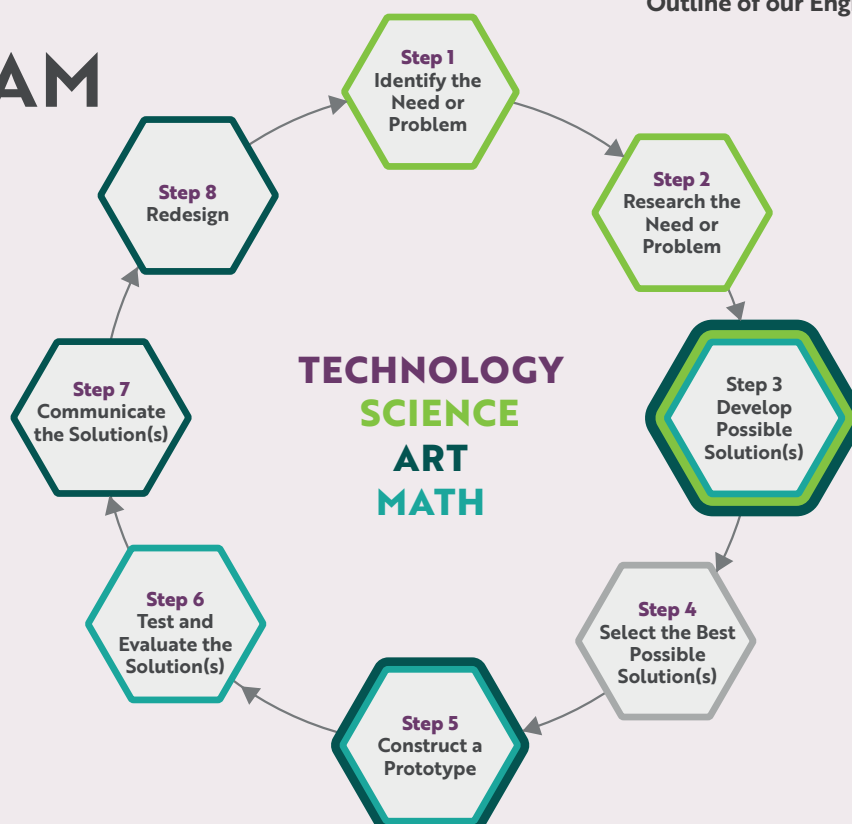 Outline of our Eng
AM
Step 1
Identify the
Need or
Problem
Step 2
Research the
Need or
Problem
Step 3
Develop
Possible
Solution(s)
Step 4
Select the Best
Possible
Solution(s)
Step 5
Construct a
Prototype
Step 6
Test and
Evaluate the
Solution(s)
Step 7
Communicate
the Solution(s)
Step 8
Redesign
TECHNOLOGY
SCIENCE
ART
MATH